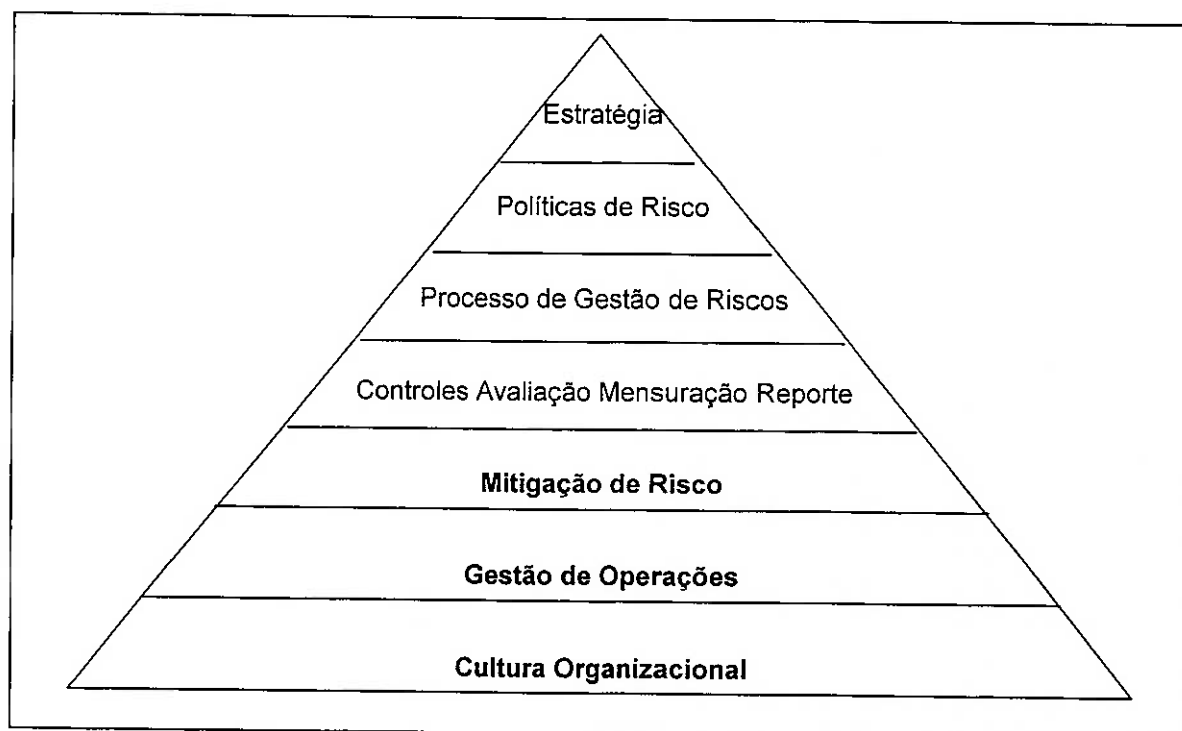 Estratégia
Políticas de Risco
Processo de Gestão de Riscos
Controles Avaliação Mensuração Reporte
Mitigação de Risco
Gestão de Operações
Cultura Organizacional